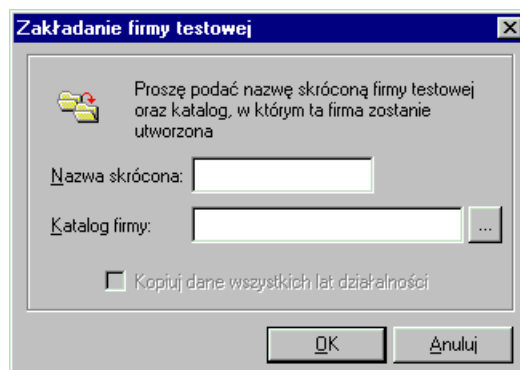 Zakładanie firmy testowej
Proszę podać nazwę skróconą firmy testowej
oraz katalog, w którym ta firma zostanie
utworzona
Nazwa skrócona:
Katalog firmy:
...
Kopiuj dane wszystkich lat działalności
OK
Anuluj